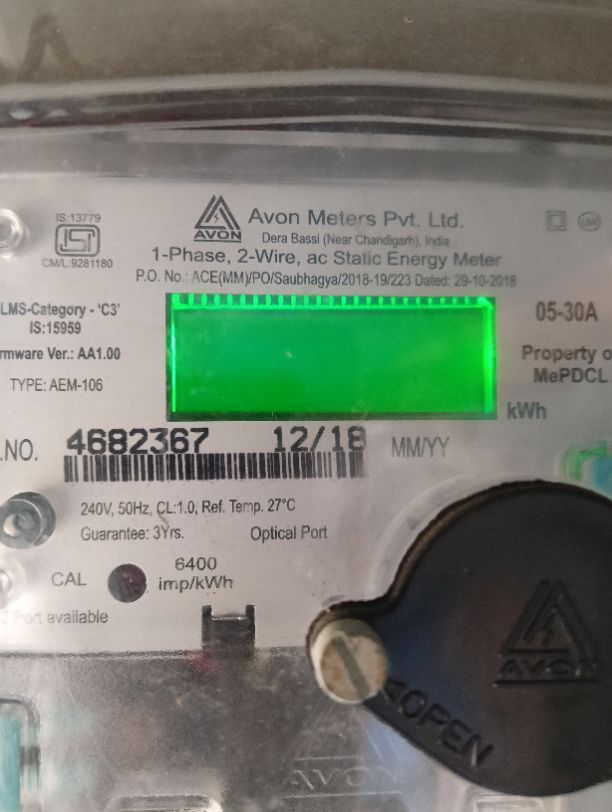 IS:13779
ISI
CM/L:9281180
AVON
Avon Meters Pvt. Ltd.
Dera Bassi (Near Chandigarh), India
1-Phase, 2-Wire, ac Static Energy Meter
P.O. No.: ACE(MM)/PO/Saubhagya/2018-19/223 Dated: 29-10-2018
LMS-Category - 'C3'
IS:15959
rmware Ver.: AA1.00
TYPE: AEM-106
05-30A
Property o
MePDCL
kWh
.NO. 4682367 12/18 MM/YY
240V, 50Hz, CL:1.0, Ref. Temp. 27°C
Guarantee: 3Yrs. Optical Port
CAL 6400
imp/kWh
2 Port available
AVON
OPEN
AVON